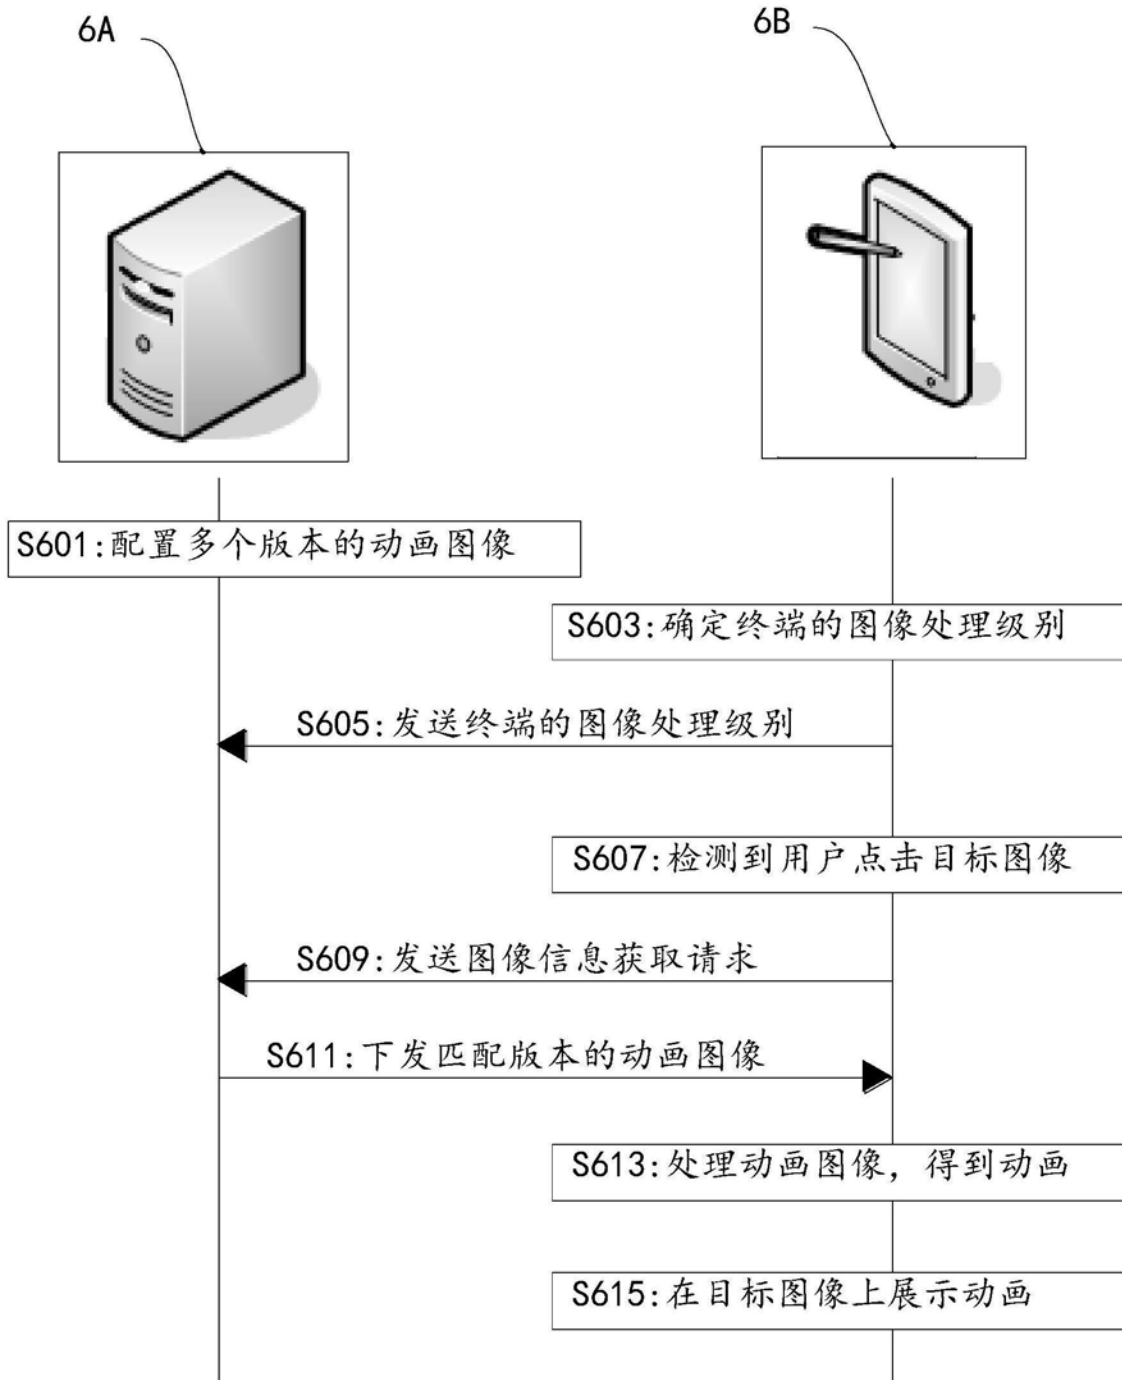 6A
6B
S601:配置多个版本的动画图像
S603:确定终端的图像处理级别
S605:发送终端的图像处理级别
S607:检测到用户点击目标图像
S609:发送图像信息获取请求
S611:下发匹配版本的动画图像
S613:处理动画图像，得到动画
S615:在目标图像上展示动画